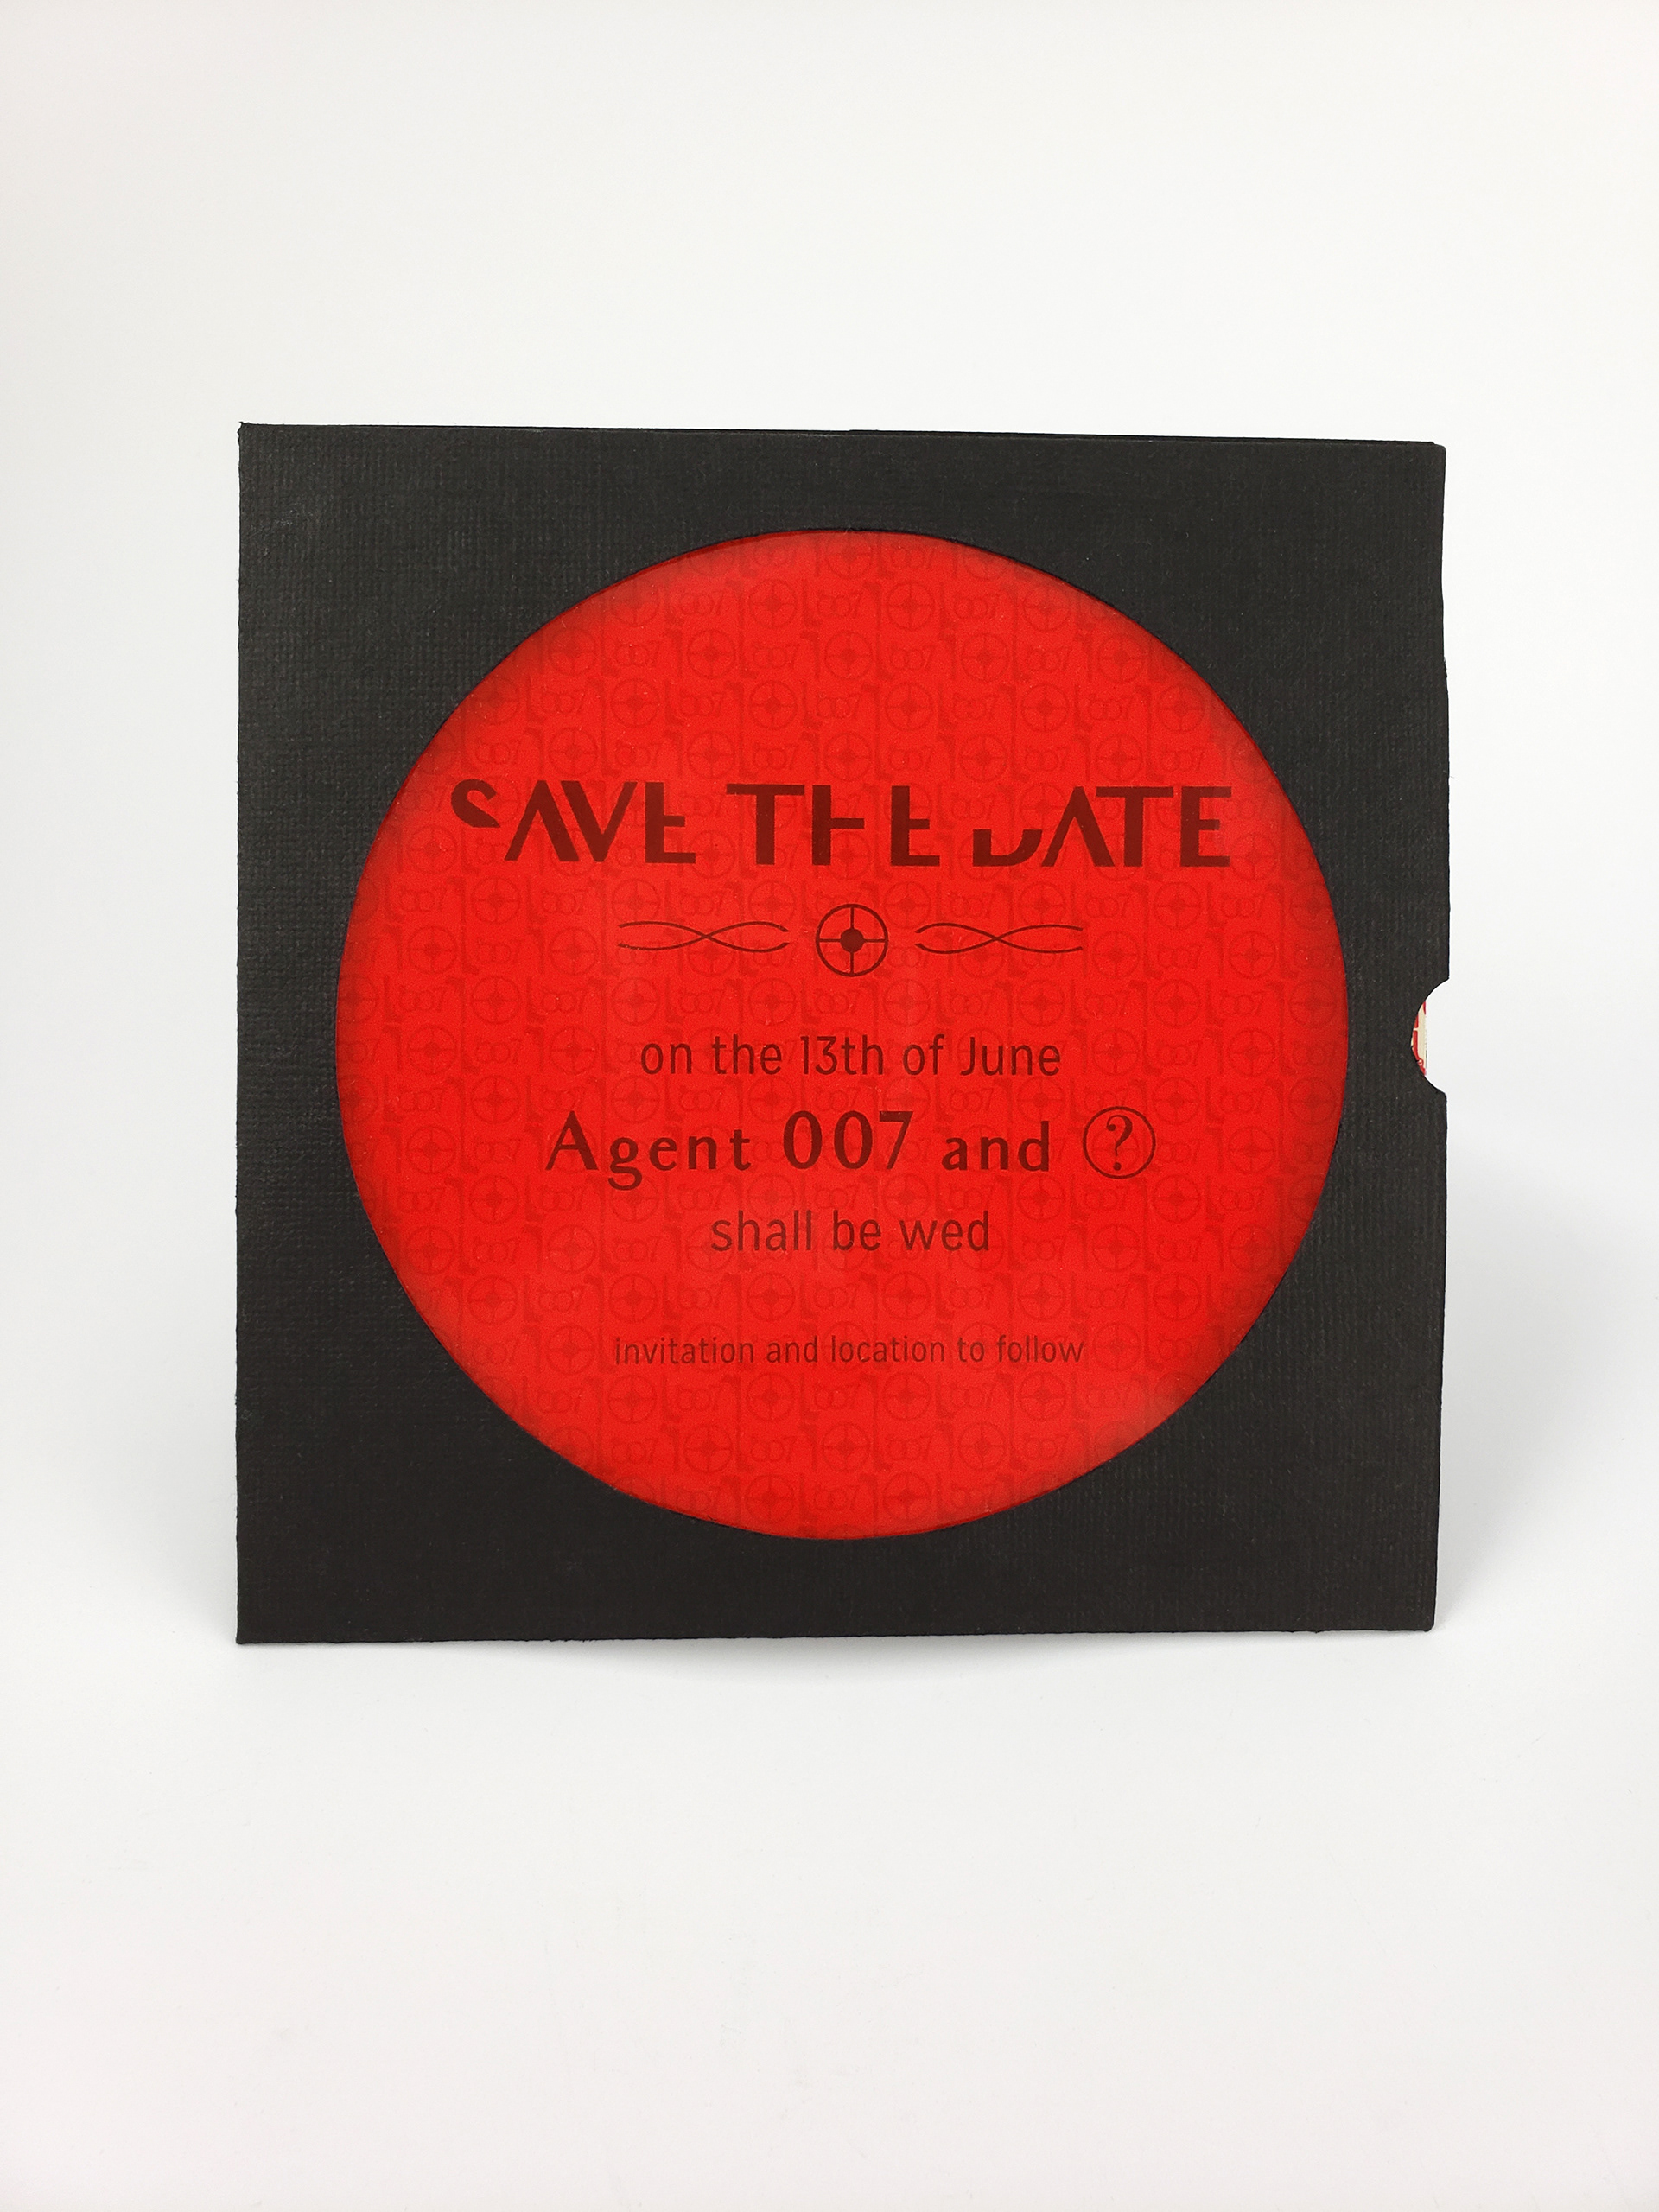 SAVE THE DATE
on the 13th of June
Agent 007 and ?
shall be wed
invitation and location to follow